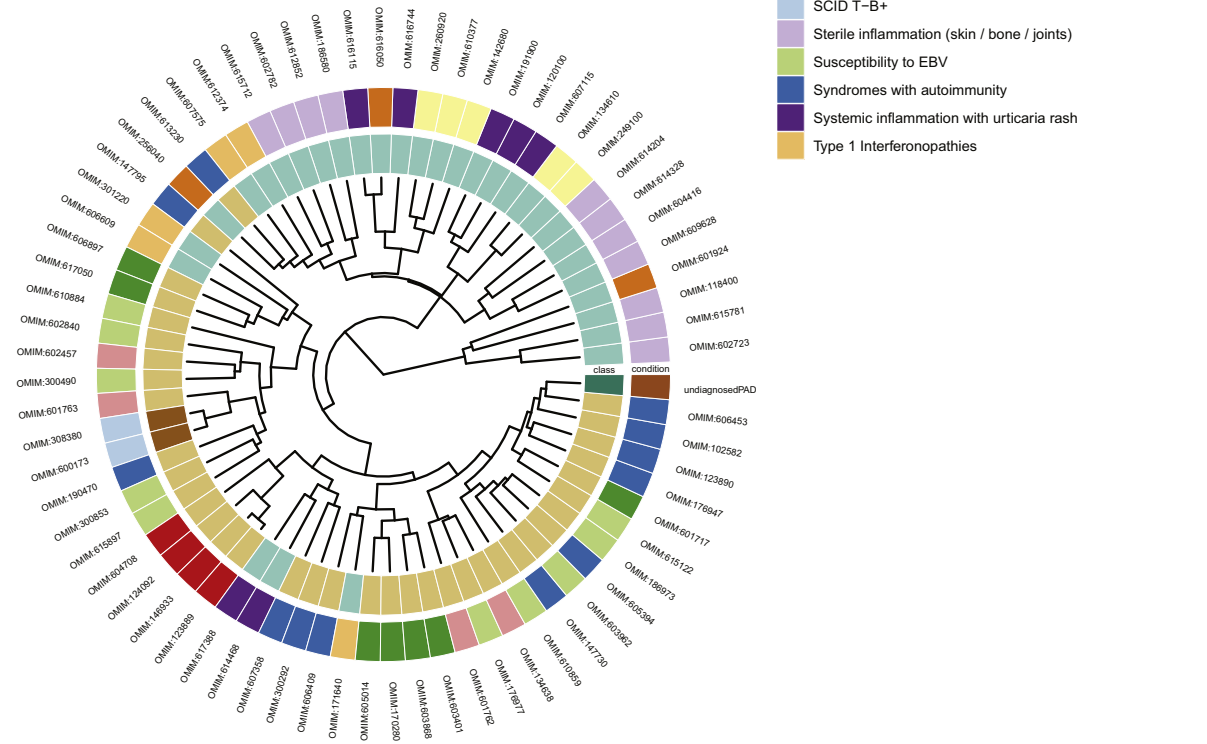 SCID T−B+
Sterile inflammation (skin / bone / joints)
Susceptibility to EBV
Syndromes with autoimmunity
Systemic inflammation with urticaria rash
Type 1 Interferonopathies
OMIM:616744
OMIM:260920
OMIM:610377
OMIM:142680
OMIM:191900
OMIM:120100
OMIM:607115
OMIM:134610
OMIM:249100
OMIM:614204
OMIM:614328
OMIM:604416
OMIM:609628
OMIM:601924
OMIM:118400
OMIM:615781
OMIM:602723
class
condition
undiagnosedPAD
OMIM:606453
OMIM:102582
OMIM:123890
OMIM:176947
OMIM:601717
OMIM:615122
OMIM:186973
OMIM:605394
OMIM:603962
OMIM:147730
OMIM:610859
OMIM:134638
OMIM:176977
OMIM:601762
OMIM:603401
OMIM:603868
OMIM:170280
OMIM:605014
OMIM:171640
OMIM:606409
OMIM:300292
OMIM:607358
OMIM:614468
OMIM:617388
OMIM:123889
OMIM:146933
OMIM:124092
OMIM:604708
OMIM:615897
OMIM:300853
OMIM:190470
OMIM:600173
OMIM:308380
OMIM:601763
OMIM:300490
OMIM:602457
OMIM:602840
OMIM:610884
OMIM:617050
OMIM:606897
OMIM:606609
OMIM:301220
OMIM:147795
OMIM:256040
OMIM:613230
OMIM:607575
OMIM:612374
OMIM:615712
OMIM:602782
OMIM:612852
OMIM:186580
OMIM:616115
OMIM:616050